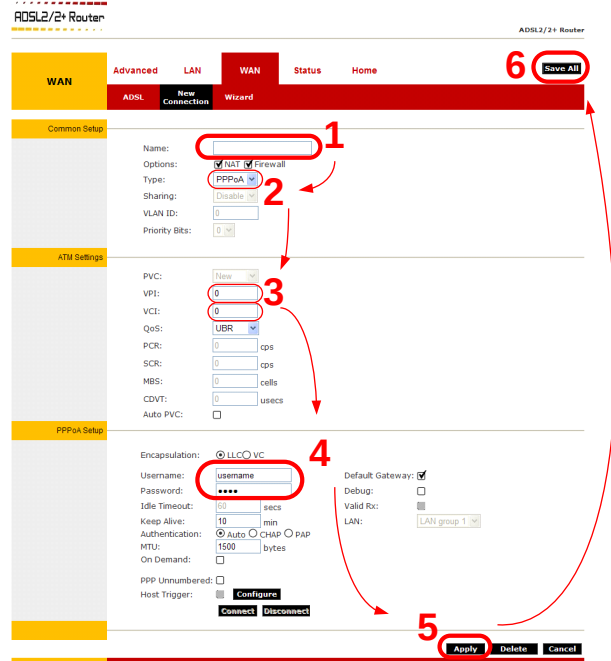 ADSL2/2+ Router
ADSL2/2+ Router
WAN
Advanced LAN WAN Status Home
6 Save All
ADSL New Connection Wizard
Common Setup
Name: 1
Options: NAT Firewall
Type: PPPoA 2
Sharing: Disable
VLAN ID: 0
Priority Bits: 0
ATM Settings
PVC: New
VPI: 0 3
VCI: 0
QoS: UBR
PCR: 0 cps
SCR: 0 cps
MBS: 0 cells
CDVT: 0 usecs
Auto PVC:
PPPoA Setup
Encapsulation: LLC VC 4
Username: username Default Gateway:
Password: •••• Debug:
Idle Timeout: 60 secs Valid Rx:
Keep Alive: 10 min LAN: LAN group 1
Authentication: Auto CHAP PAP
MTU: 1500 bytes
On Demand:
PPP Unnumbered:
Host Trigger: Configure
Connect Disconnect
5 Apply Delete Cancel